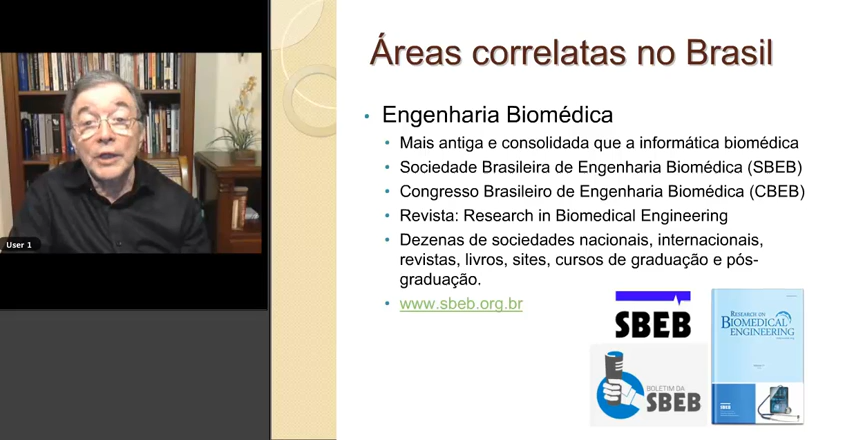 User 1
Áreas correlatas no Brasil
Engenharia Biomédica
Mais antiga e consolidada que a informática biomédica
Sociedade Brasileira de Engenharia Biomédica (SBEB)
Congresso Brasileiro de Engenharia Biomédica (CBEB)
Revista: Research in Biomedical Engineering
Dezenas de sociedades nacionais, internacionais,
revistas, livros, sites, cursos de graduação e pós-
graduação.
www.sbeb.org.br
SBEB
BOLETIM DA
SBEB
RESEARCH ON
BIOMEDICAL
ENGINEERING
SBEB